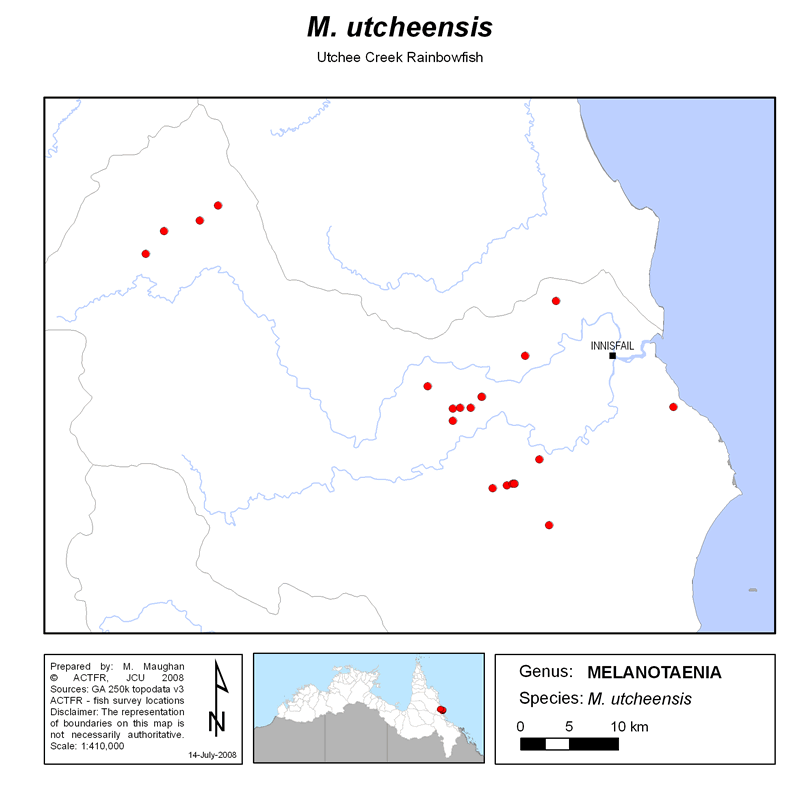 M. utcheensis
Utchee Creek Rainbowfish
INNISFAIL
Prepared by: M. Maughan
© ACTFR, JCU 2008
Sources: GA 250k topodata v3
ACTFR - fish survey locations
Disclaimer: The representation
of boundaries on this map is
not necessarily authoritative.
Scale: 1:410,000
N
14-July-2008
Genus: MELANOTAENIA
Species: M. utcheensis
0 5 10 km